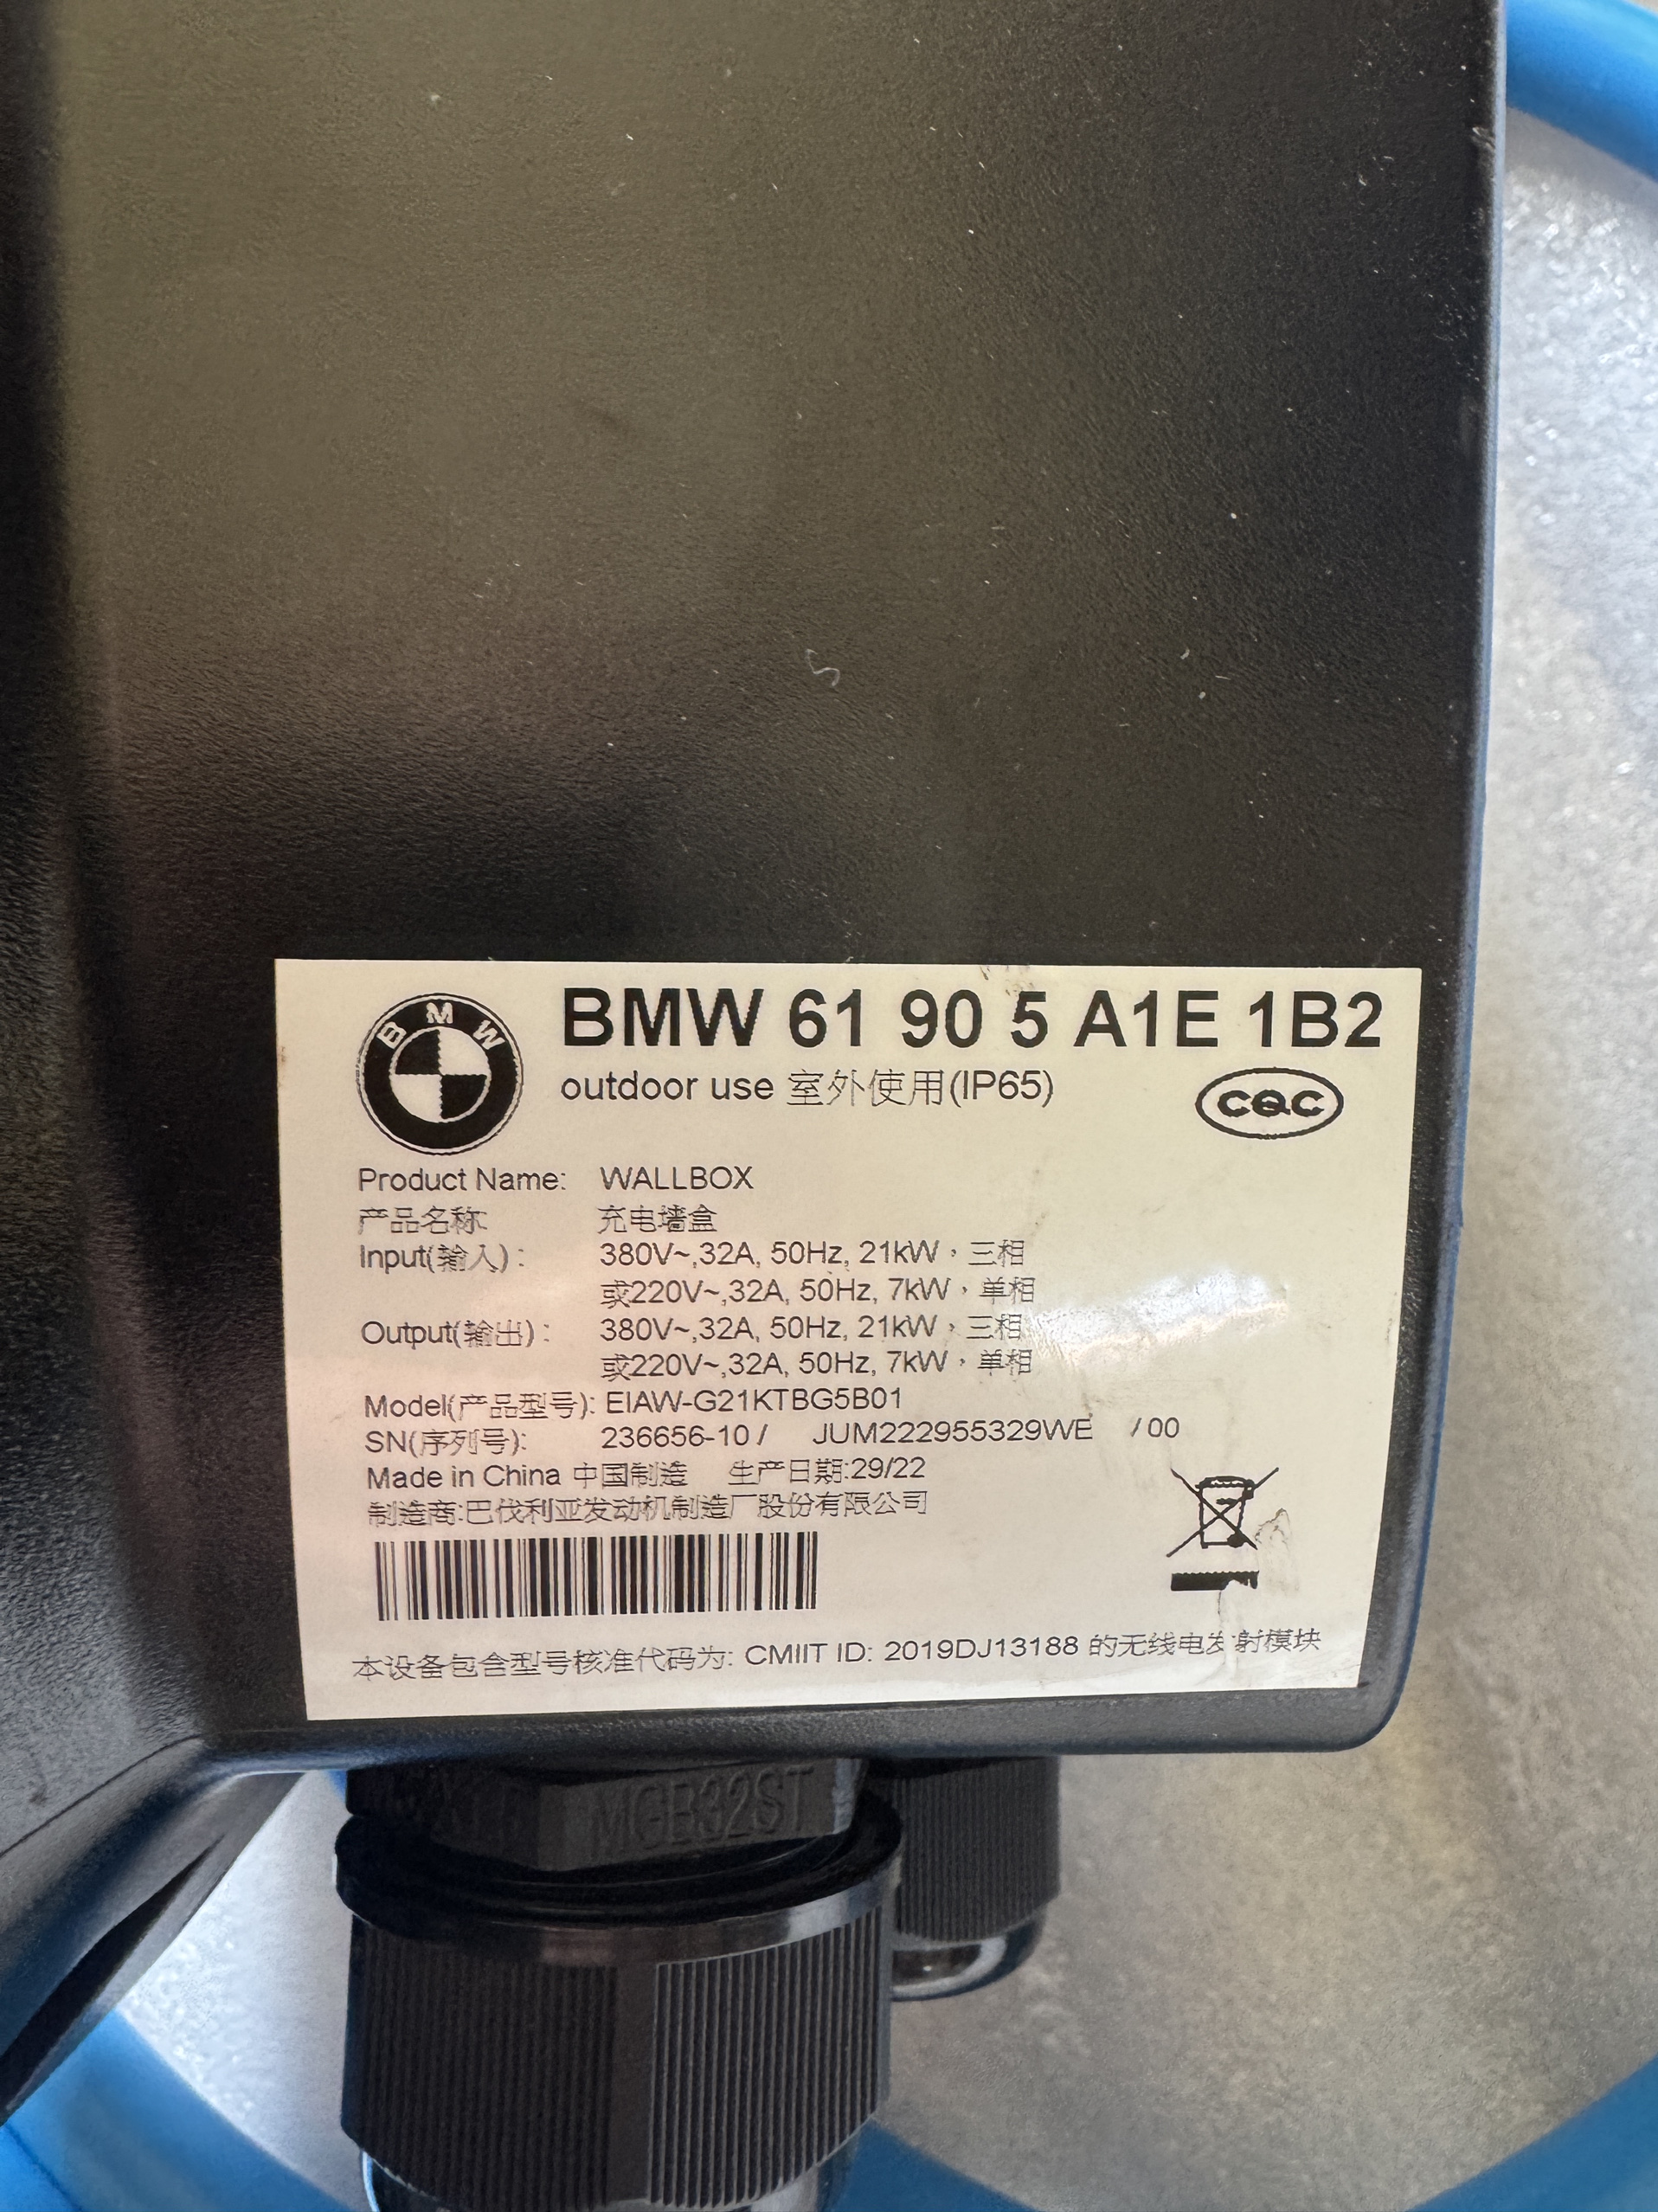 BMW
BMW 61 90 5 A1E 1B2
outdoor use 室外使用(IP65)
CQC
Product Name: WALLBOX
产品名称 充电墙盒
Input(输入): 380V~,32A, 50Hz, 21kW，三相
或220V~,32A, 50Hz, 7kW，单相
Output(输出): 380V~,32A, 50Hz, 21kW，三相
或220V~,32A, 50Hz, 7kW，单相
Model(产品型号): EIAW-G21KTBG5B01
SN(序列号): 236656-10 / JUM222955329WE / 00
Made in China 中国制造 生产日期:29/22
制造商:巴伐利亚发动机制造厂股份有限公司
本设备包含型号核准代码为: CMIIT ID: 2019DJ13188 的无线电发射模块
MGB32ST